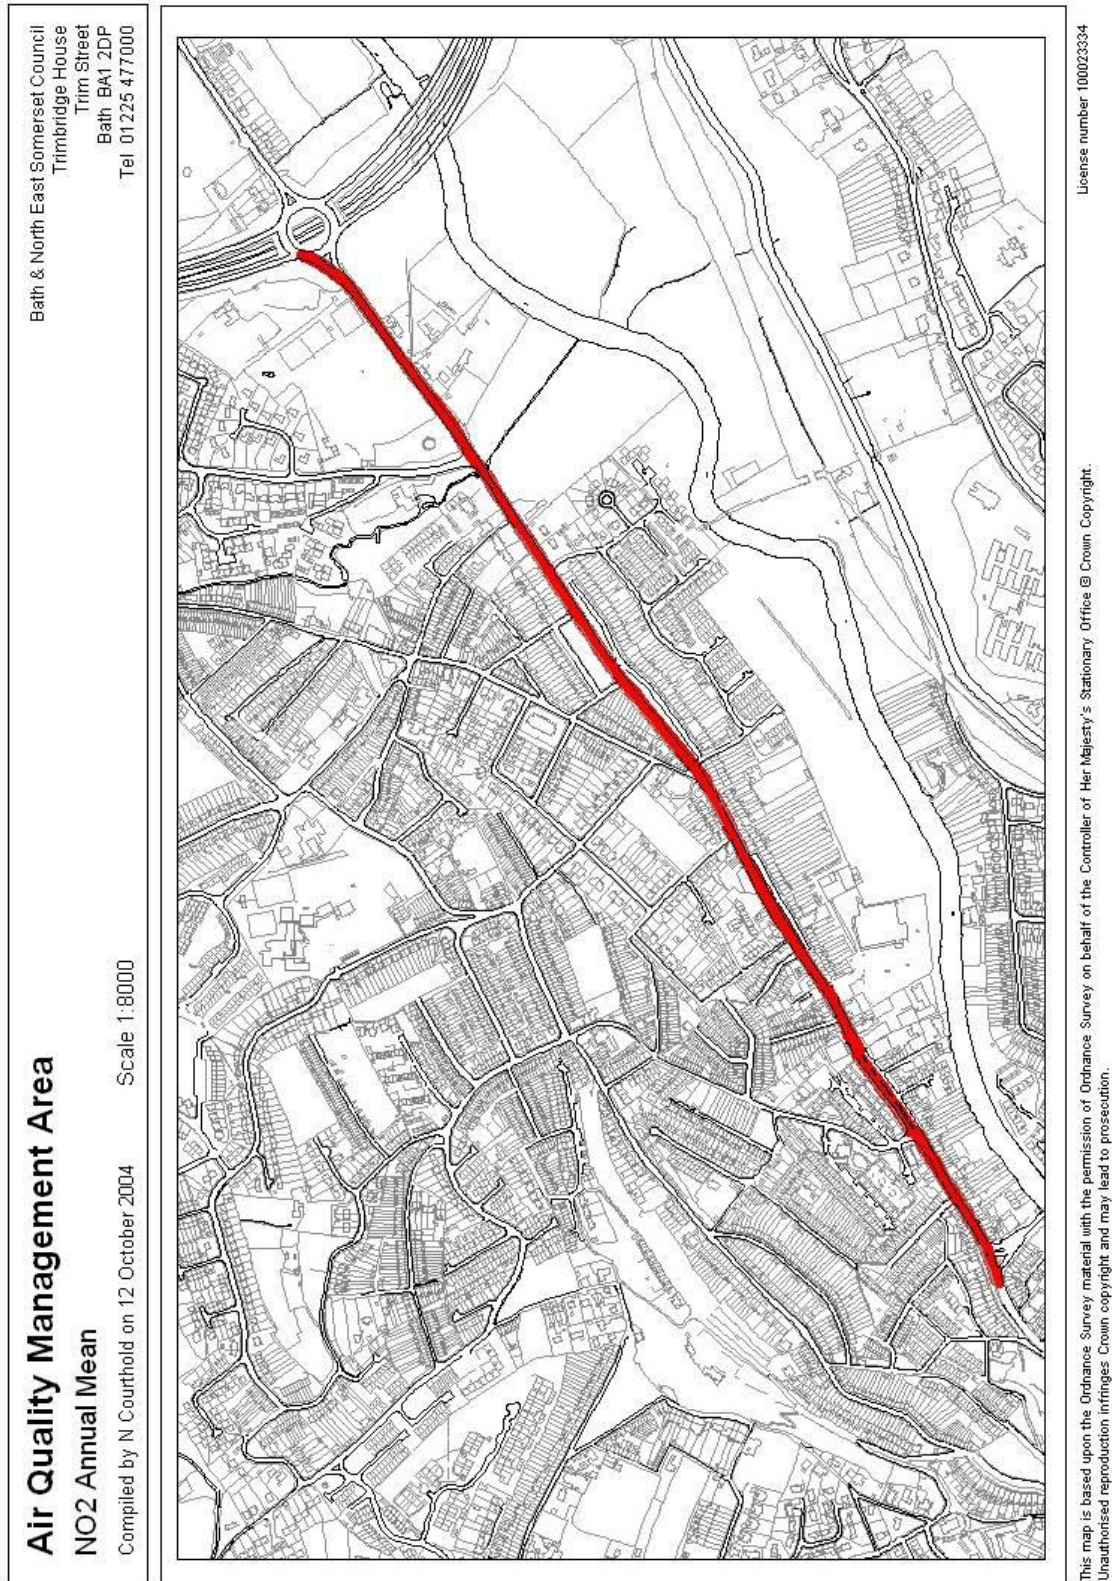 Air Quality Management Area
NO2 Annual Mean
Compiled by N Courthold on 12 October 2004
Scale 1:8000
Bath & North East Somerset Council
Trimbridge House
Trim Street
Bath BA1 2DP
Tel 01225 477000
This map is based upon the Ordnance Survey material with the permission of Ordnance Survey on behalf of the Controller of Her Majesty's Stationary Office @ Crown Copyright.
Unauthorised reproduction infringes Crown copyright and may lead to prosecution.
License number 100023334